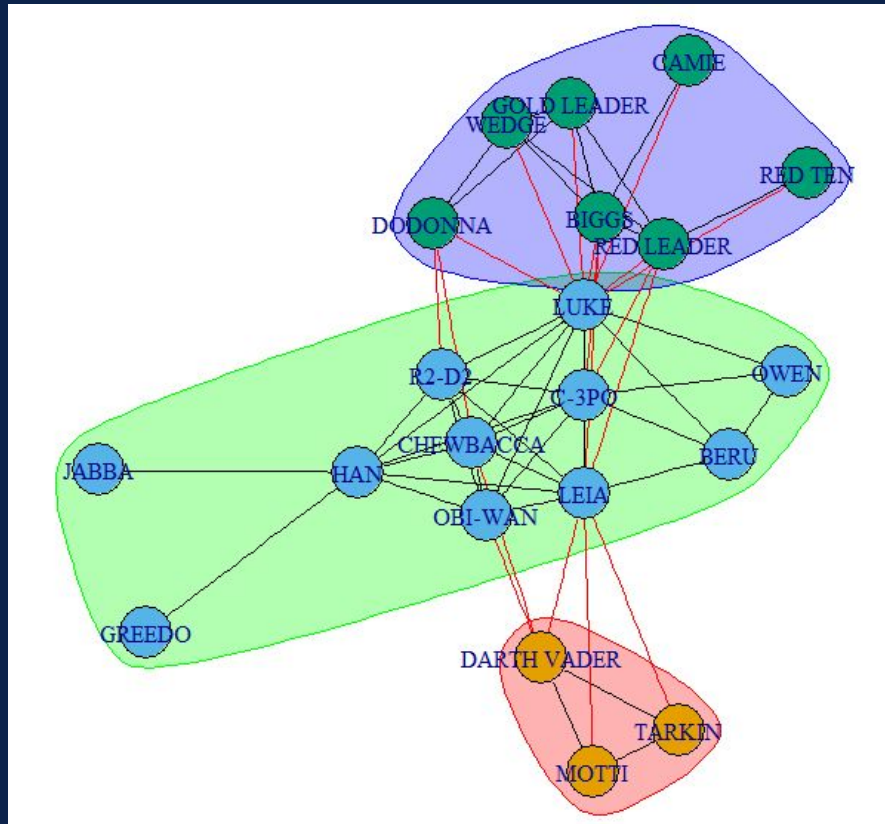 CAMIE
GOLD LEADER
WEDGE
RED TEN
DODONNA
BIGGS
RED LEADER
LUKE
R2-D2
OWEN
C-3PO
CHEWBACCA
BERU
JABBA
HAN
LEIA
OBI-WAN
GREEDO
DARTH VADER
TARKIN
MOTTI